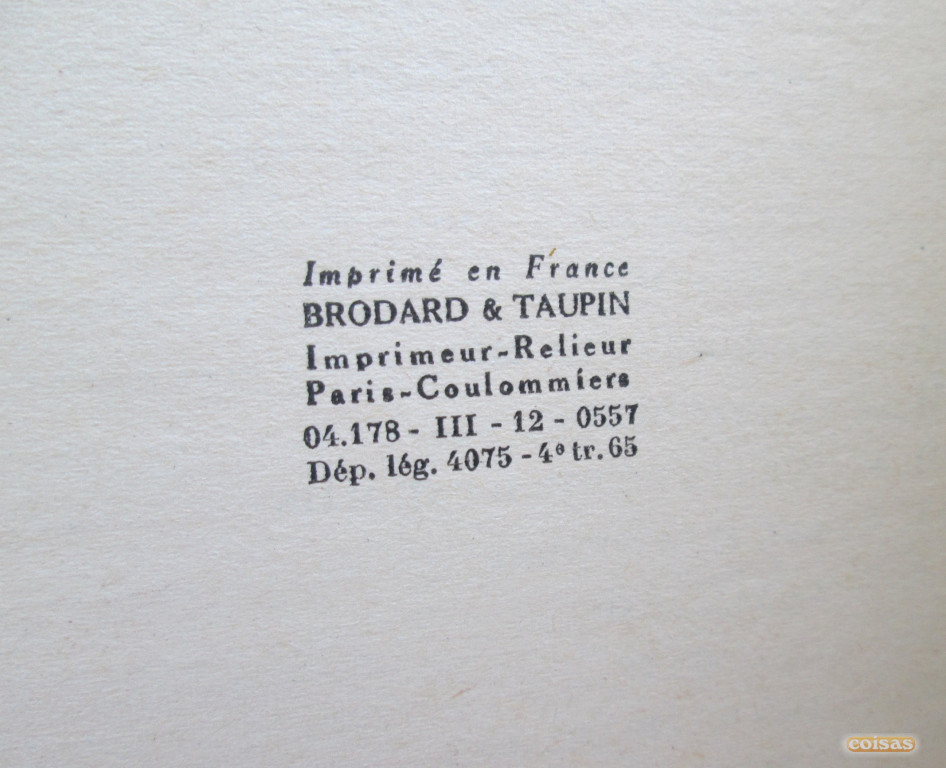 Imprimé en France
BRODARD & TAUPIN
Imprimeur-Relieur
Paris-Coulommiers
04.178 - III - 12 - 0557
Dép. lég. 4075 - 4e tr. 65
coisas